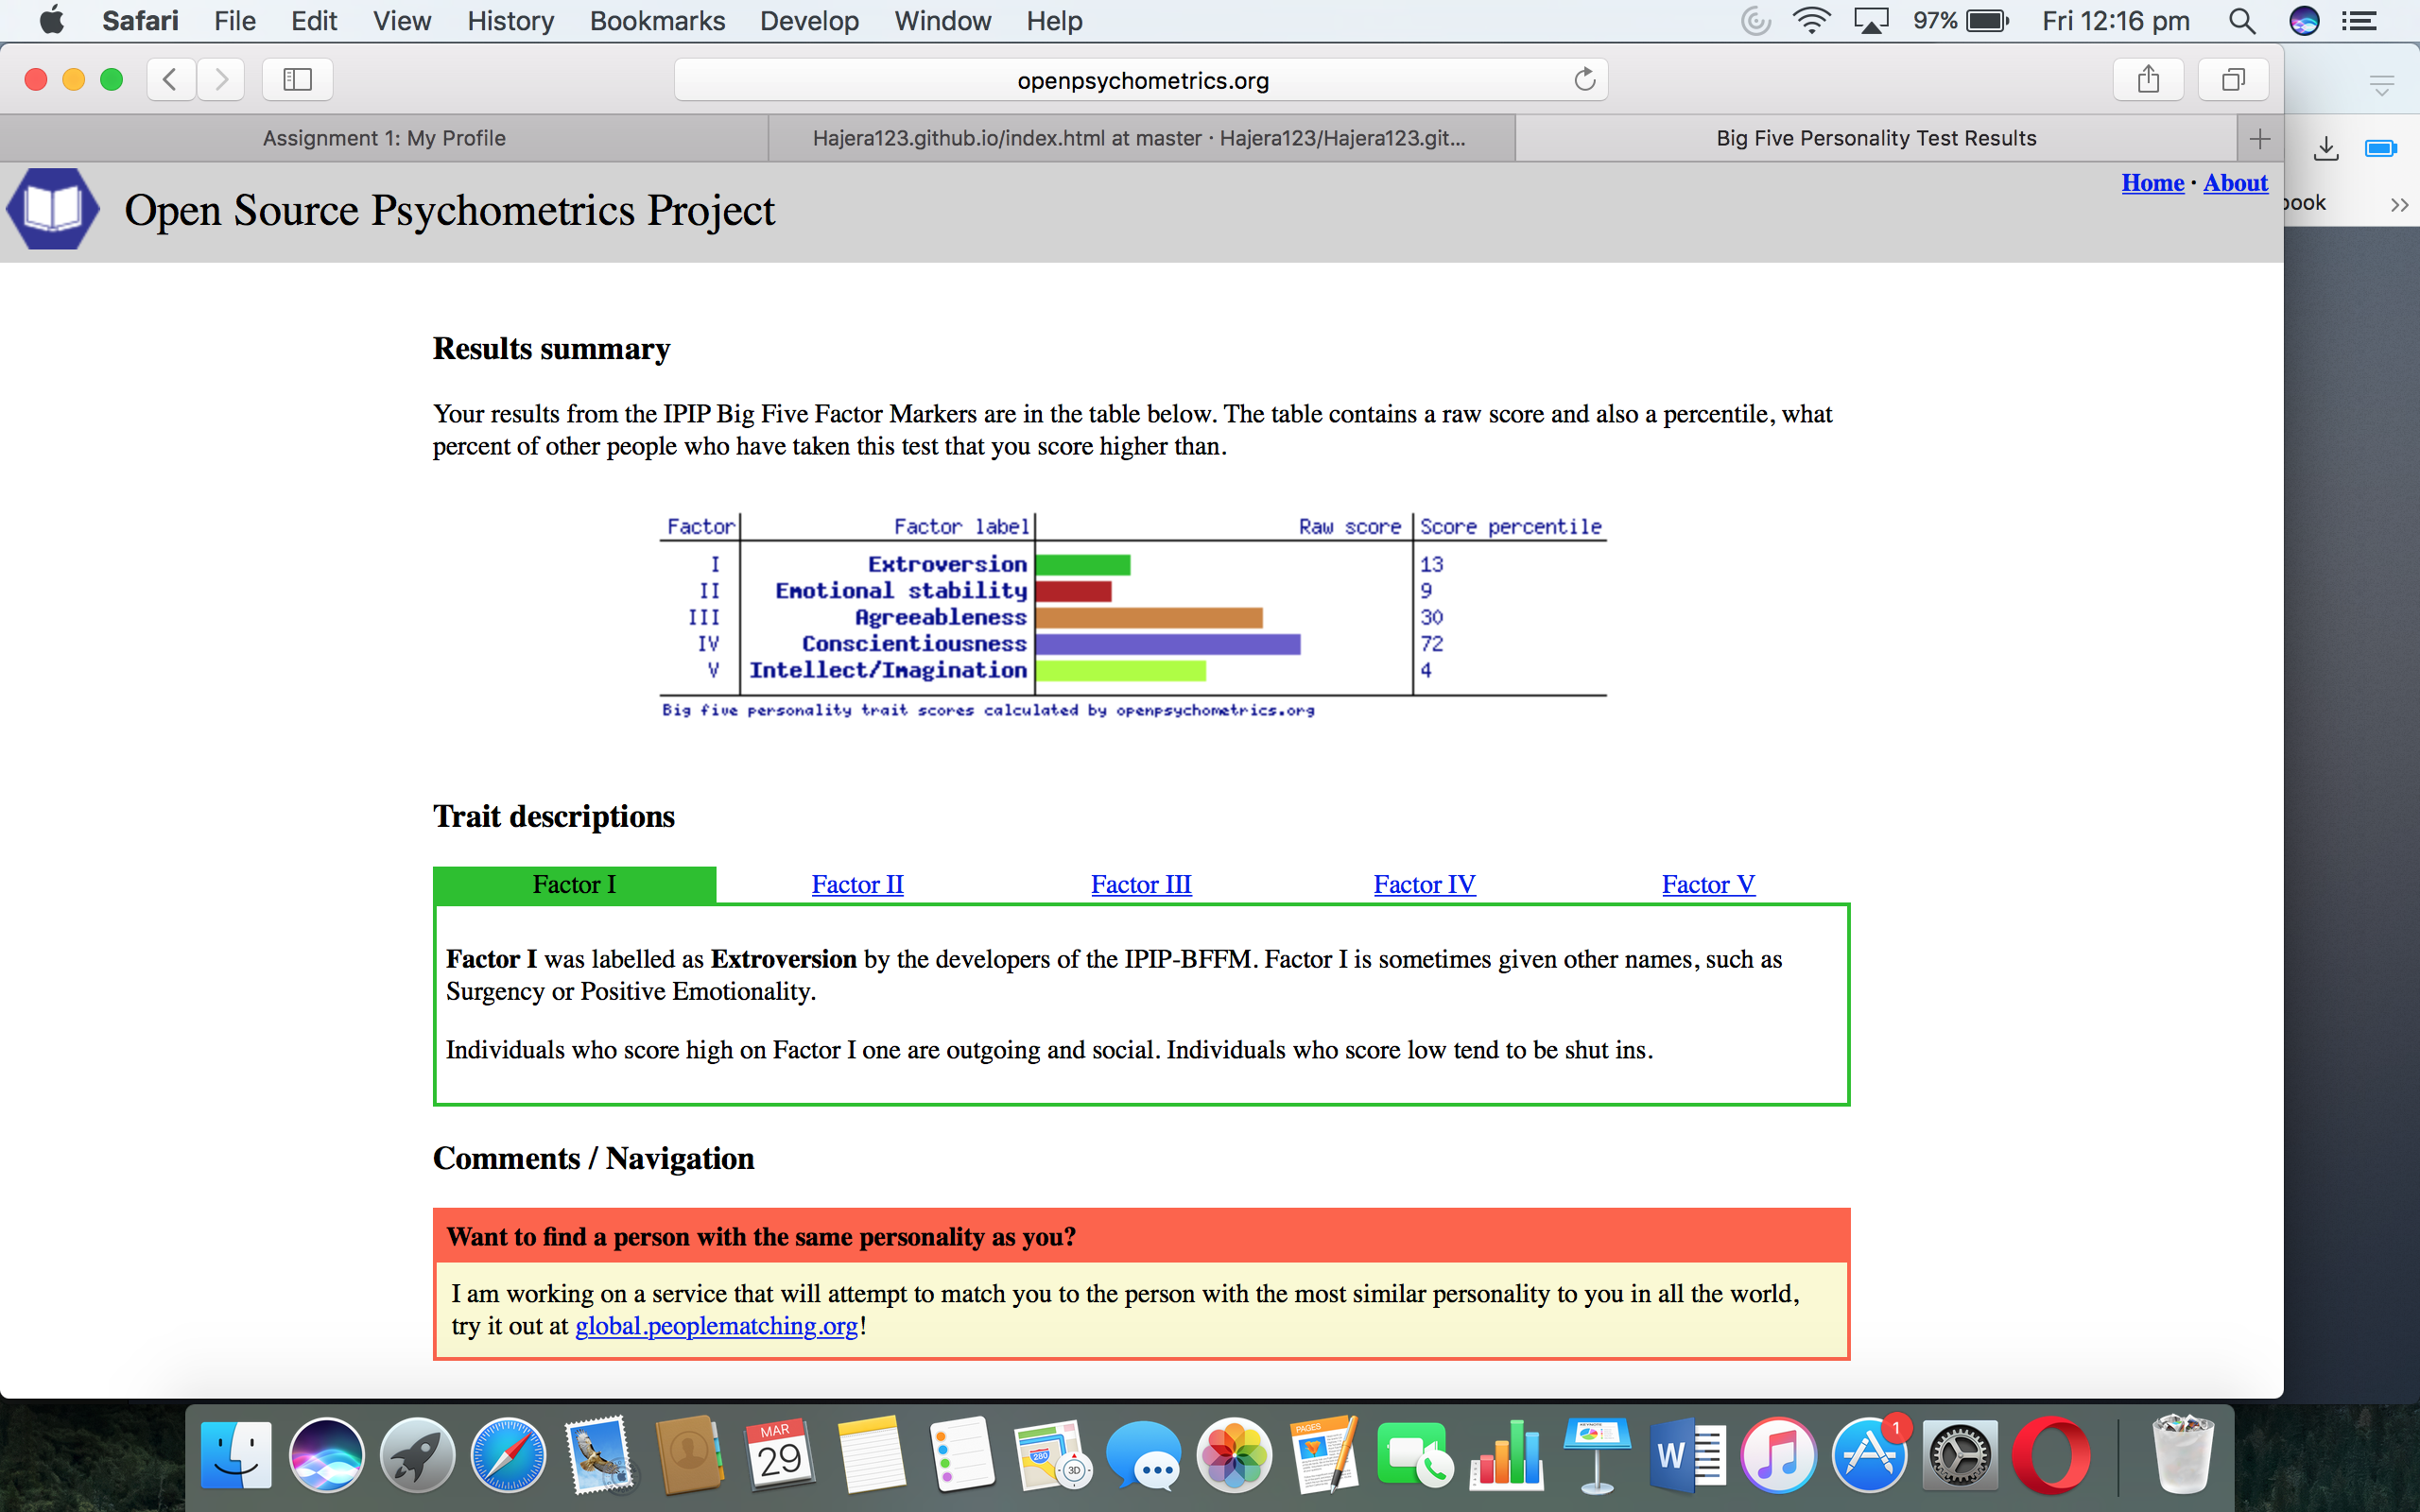 Safari File Edit View History Bookmarks Develop Window Help 97% Fri 12:16 pm
openpsychometrics.org
Assignment 1: My Profile
Hajera123.github.io/index.html at master · Hajera123/Hajera123.git...
Big Five Personality Test Results
Open Source Psychometrics Project
Home · About
book
Results summary
Your results from the IPIP Big Five Factor Markers are in the table below. The table contains a raw score and also a percentile, what
percent of other people who have taken this test that you score higher than.
Factor Factor label Raw score Score percentile
I Extroversion 13
II Emotional stability 9
III Agreeableness 30
IV Conscientiousness 72
V Intellect/Imagination 4
Big five personality trait scores calculated by openpsychometrics.org
Trait descriptions
Factor I Factor II Factor III Factor IV Factor V
Factor I was labelled as Extroversion by the developers of the IPIP-BFFM. Factor I is sometimes given other names, such as
Surgency or Positive Emotionality.
Individuals who score high on Factor I one are outgoing and social. Individuals who score low tend to be shut ins.
Comments / Navigation
Want to find a person with the same personality as you?
I am working on a service that will attempt to match you to the person with the most similar personality to you in all the world,
try it out at global.peoplematching.org!
MAR
29
280
3D
PAGES
KEYNOTE
W
1